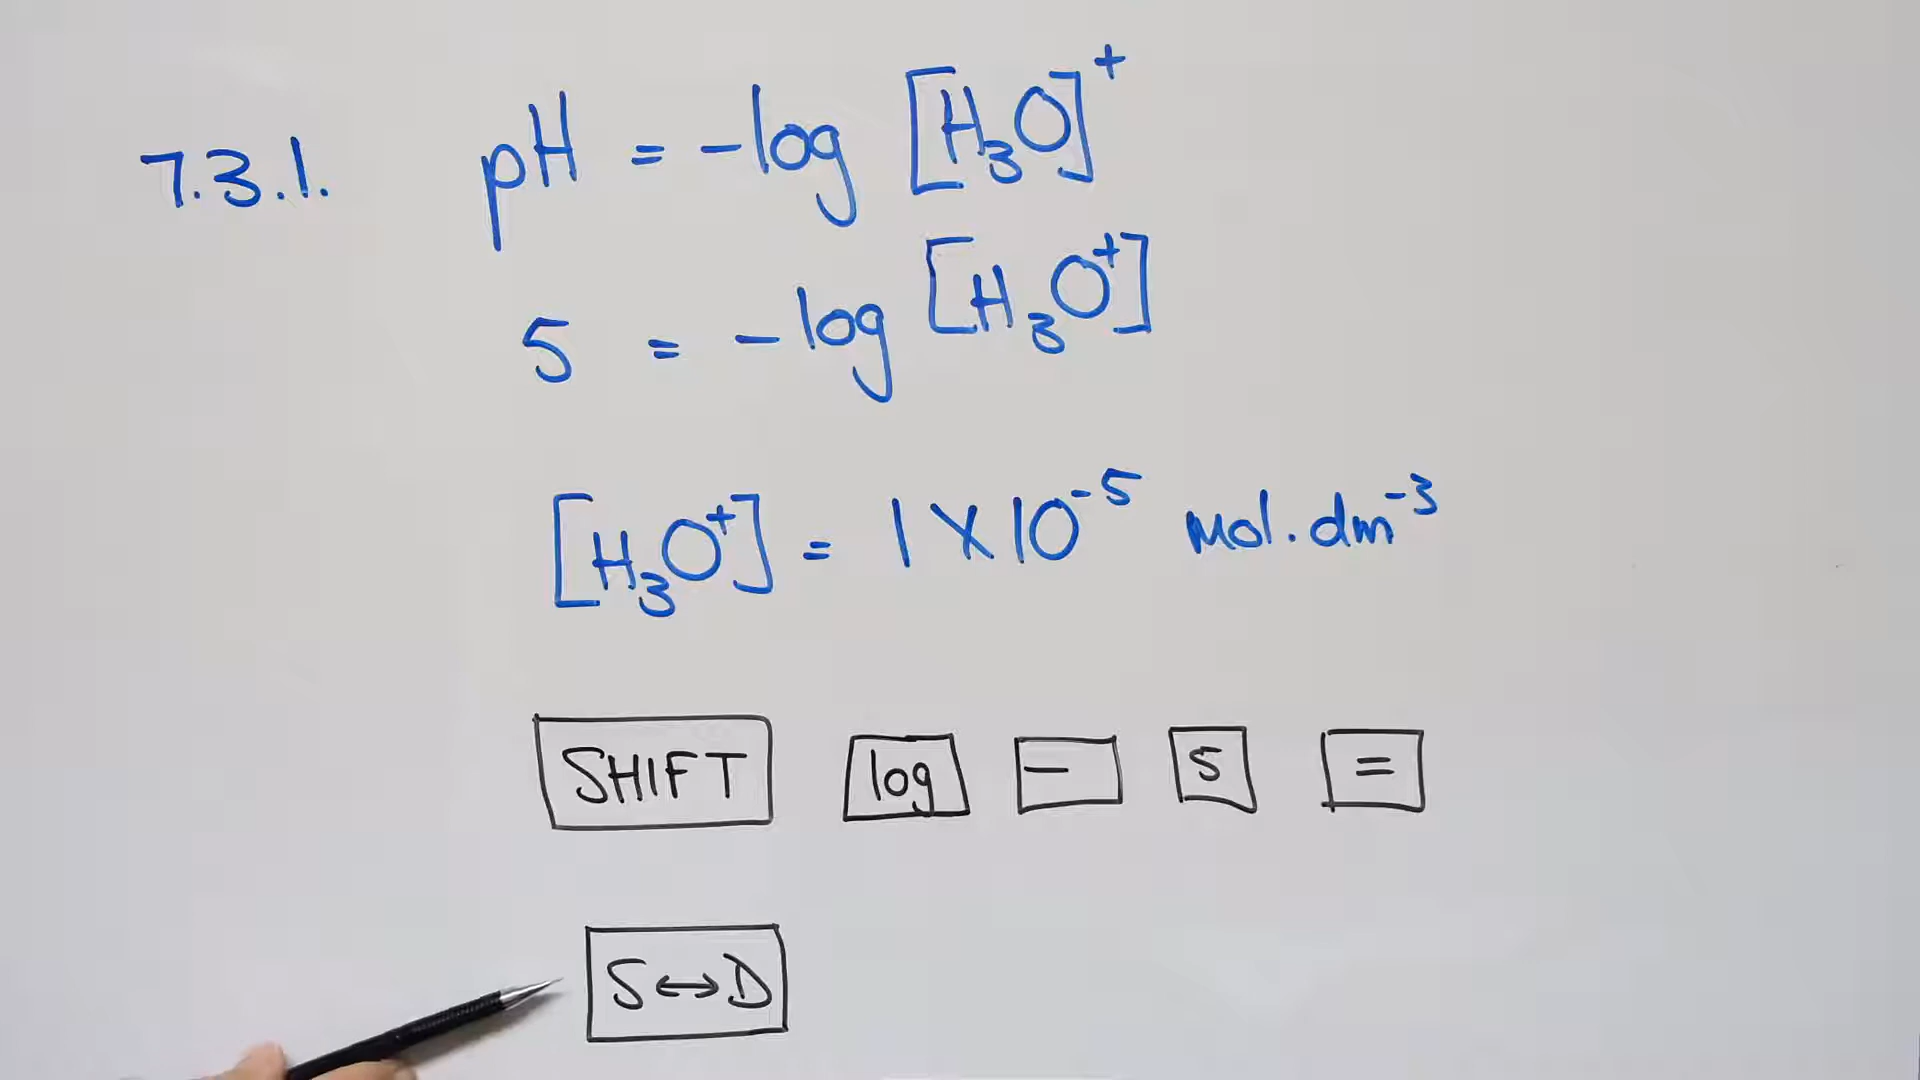 7.3.1. pH = -log [H₃O]⁺
5 = -log [H₃O⁺]
[H₃O⁺] = 1 X 10⁻⁵ mol.dm⁻³
SHIFT log - 5 =
S↔D